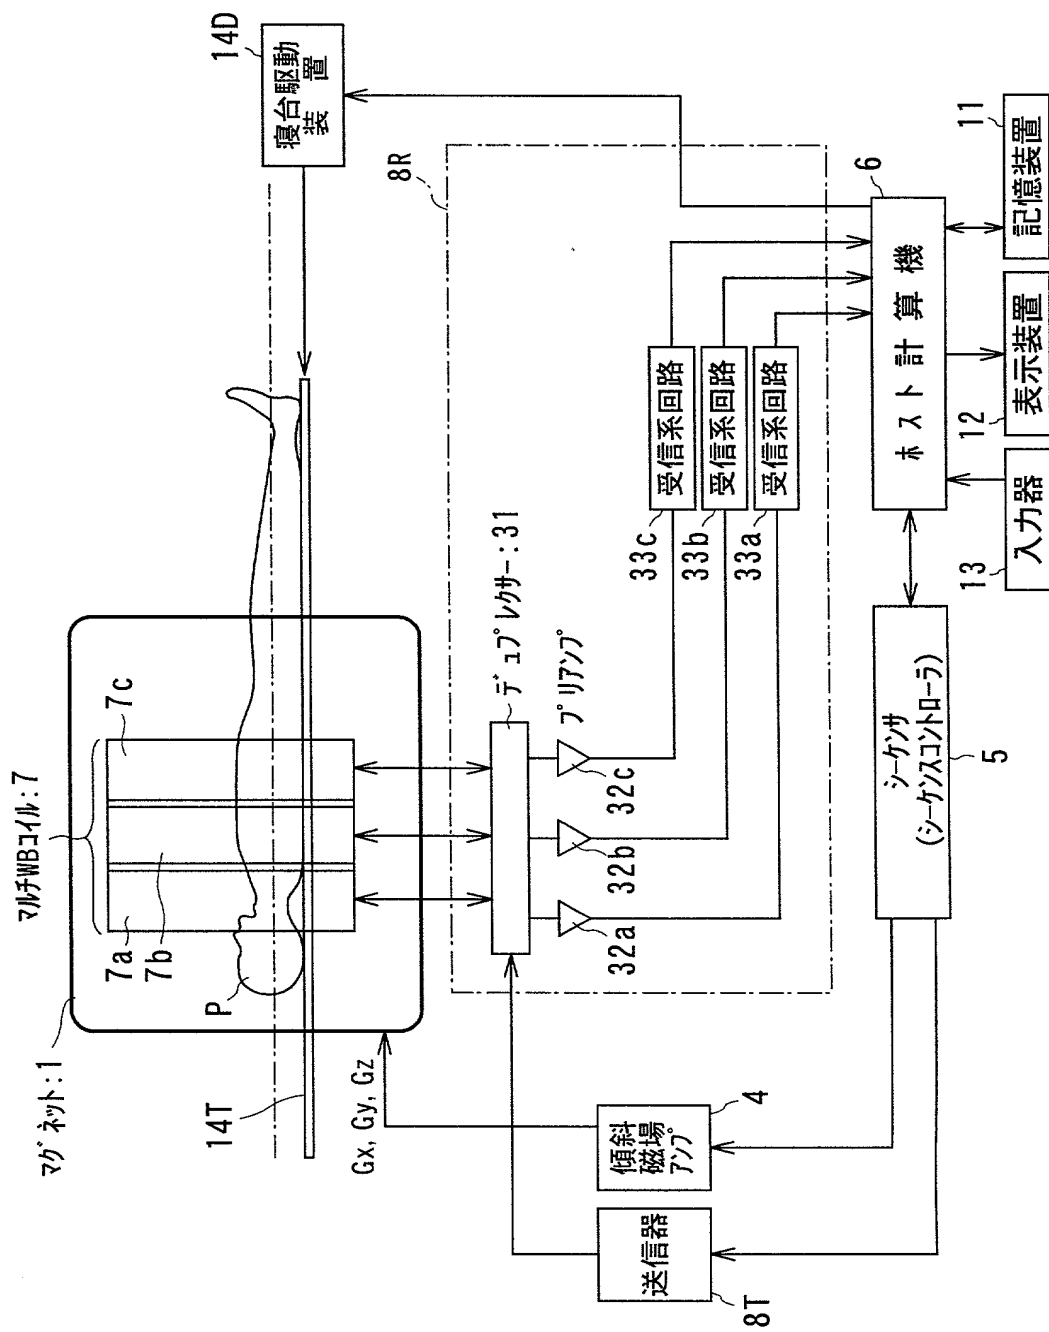 マグネット:1
マルチWBコイル:7
7a
7b
7c
P
14T
14D
寝台駆動
装 置
Gx, Gy, Gz
8R
デュプレクサー:31
プリアンプ
32a
32b
32c
33c
受信系回路
33b
受信系回路
33a
受信系回路
送信器
8T
傾斜
磁場
アンプ
4
シーケンサ
(シーケンスコントローラ)
5
ホスト計算機
6
入力器
13
表示装置
12
記憶装置
11